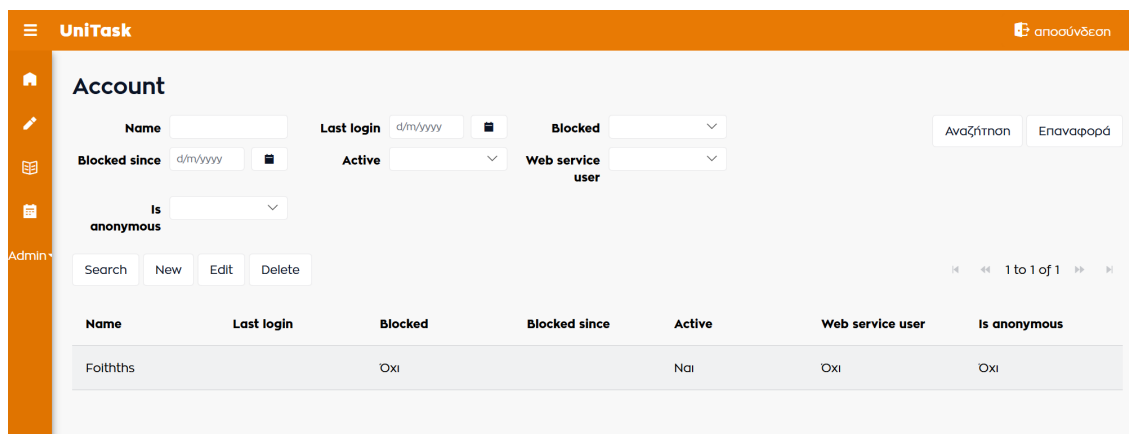 UniTask αποσύνδεση
Account
Name Last login d/m/yyyy Blocked Αναζήτηση Επαναφορά
Blocked since d/m/yyyy Active Web service user
Is anonymous
Admin
Search New Edit Delete 1 to 1 of 1
Name Last login Blocked Blocked since Active Web service user Is anonymous
Foithths Όχι Ναι Όχι Όχι